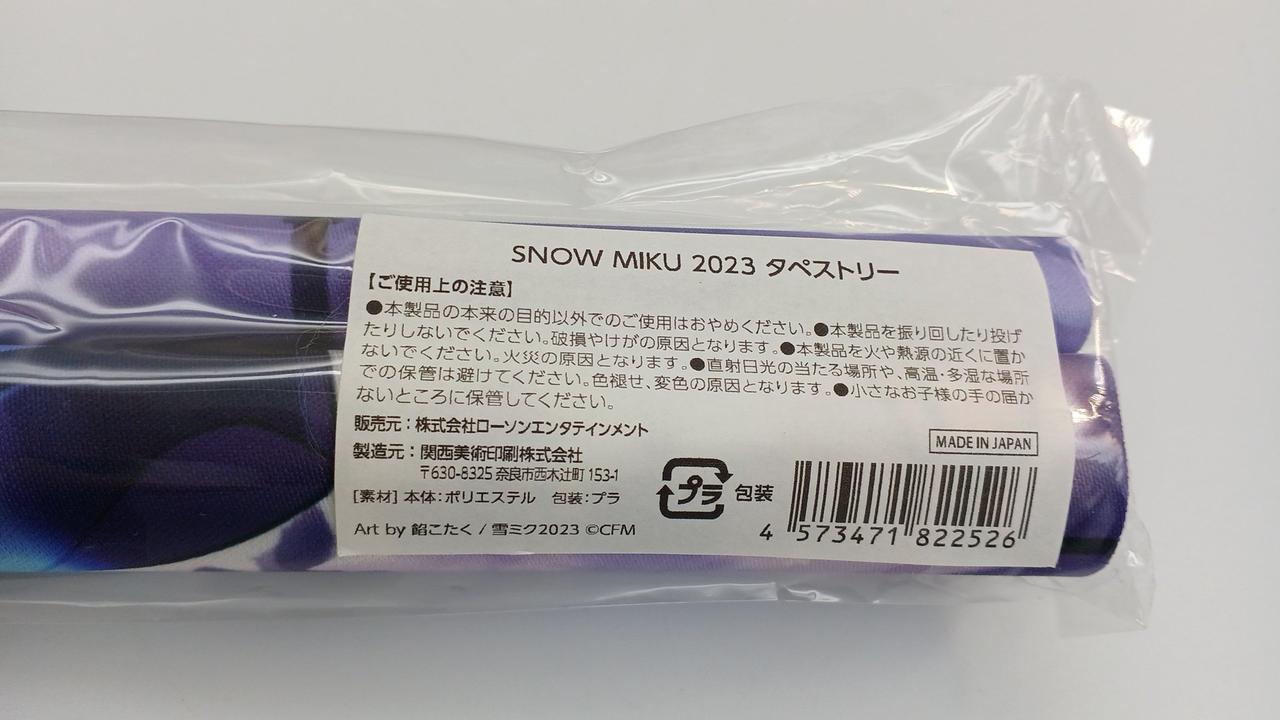 SNOW MIKU 2023 タペストリー
【ご使用上の注意】
●本製品の本来の目的以外でのご使用はおやめください。●本製品を振り回したり投げ
たりしないでください。破損やけがの原因となります。●本製品を火や熱源の近くに置か
ないでください。火災の原因となります。●直射日光の当たる場所や、高温・多湿な場所
での保管は避けてください。色褪せ、変色の原因となります。●小さなお子様の手の届か
ないところに保管してください。
販売元：株式会社ローソンエンタテインメント
製造元：関西美術印刷株式会社
〒630-8325 奈良市西木辻町 153-1
MADE IN JAPAN
[素材] 本体：ポリエステル 包装：プラ
プラ 包装
Art by 餡こたく / 雪ミク2023 ©CFM
4 573471 822526